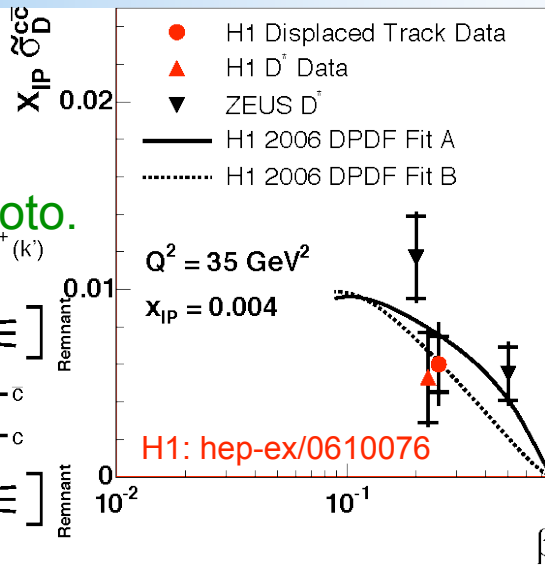 x_IP σ̃_D^cc̄
H1 Displaced Track Data
H1 D* Data
ZEUS D*
H1 2006 DPDF Fit A
H1 2006 DPDF Fit B
0.02
oto.
+ (k')
Q² = 35 GeV²
0.01
x_IP = 0.004
Remnant
c̄
c
H1: hep-ex/0610076
Remnant
0
10⁻²
10⁻¹